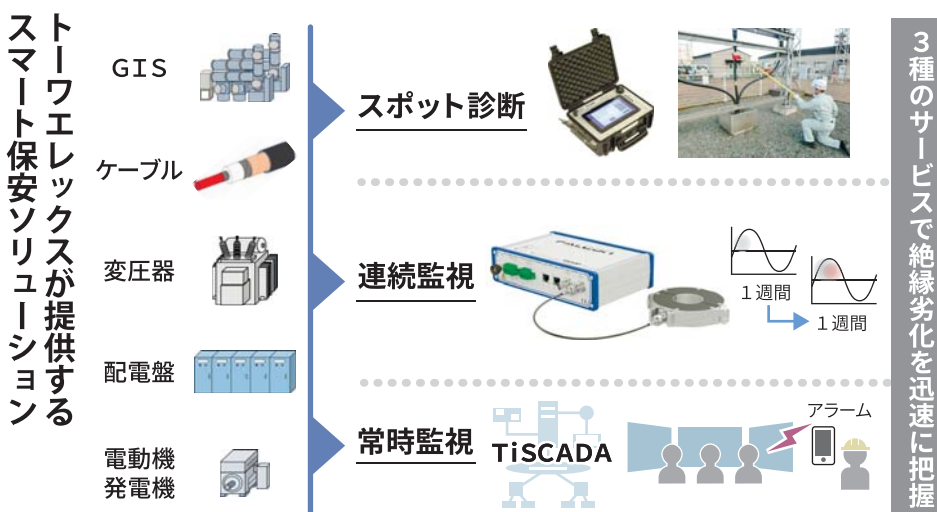 トーワエレックスが提供する
スマート保安ソリューション
GIS
ケーブル
変圧器
配電盤
電動機
発電機
スポット診断
連続監視
1週間
1週間
常時監視
TiSCADA
アラーム
3種のサービスで絶縁劣化を迅速に把握